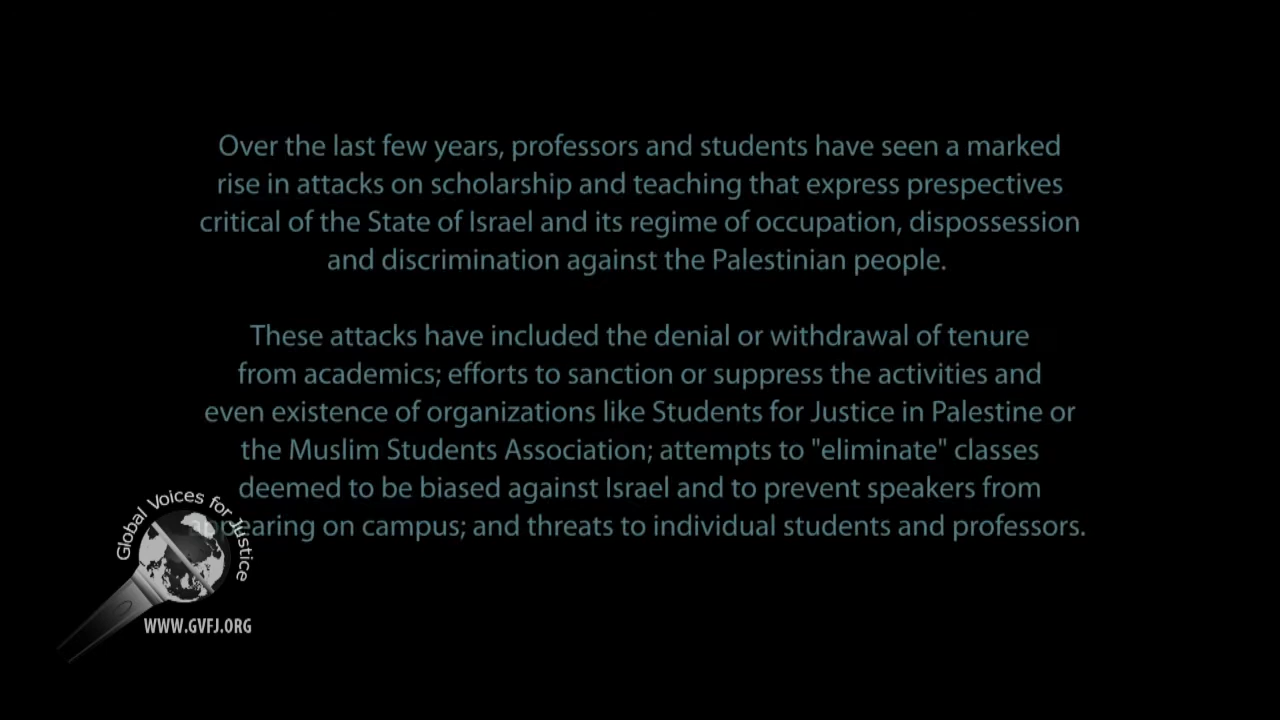 Over the last few years, professors and students have seen a marked
rise in attacks on scholarship and teaching that express prespectives
critical of the State of Israel and its regime of occupation, dispossession
and discrimination against the Palestinian people.
These attacks have included the denial or withdrawal of tenure
from academics; efforts to sanction or suppress the activities and
even existence of organizations like Students for Justice in Palestine or
the Muslim Students Association; attempts to "eliminate" classes
deemed to be biased against Israel and to prevent speakers from
appearing on campus; and threats to individual students and professors.
Global Voices for Justice
WWW.GVFJ.ORG